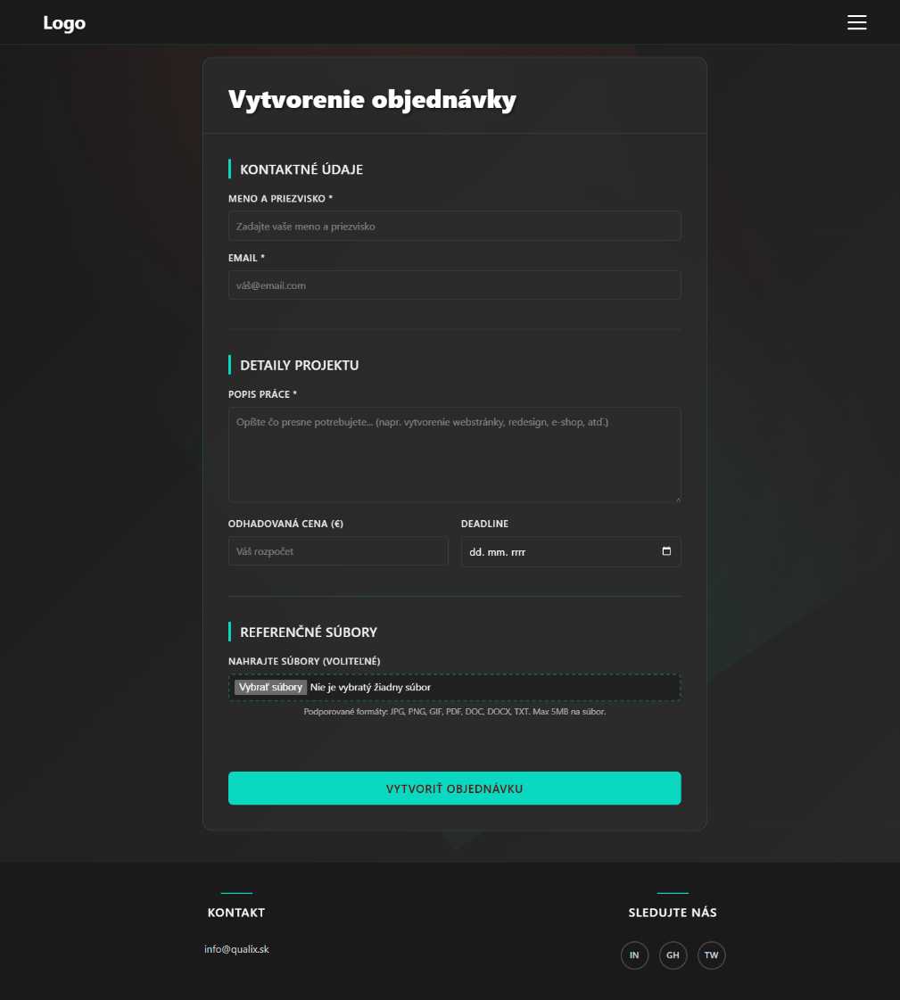 Logo
Vytvorenie objednávky
KONTAKTNÉ ÚDAJE
MENO A PRIEZVISKO *
Zadajte vaše meno a priezvisko
EMAIL *
váš@email.com
DETAILY PROJEKTU
POPIS PRÁCE *
Opíšte čo presne potrebujete... (napr. vytvorenie webstránky, redesign, e-shop, atď.)
ODHADOVANÁ CENA (€) DEADLINE
Váš rozpočet dd. mm. rrrr
REFERENČNÉ SÚBORY
NAHRAJTE SÚBORY (VOLITEĽNÉ)
Vybrať súbory Nie je vybratý žiadny súbor
Podporované formáty: JPG, PNG, GIF, PDF, DOC, DOCX, TXT. Max 5MB na súbor.
VYTVORIŤ OBJEDNÁVKU
KONTAKT
info@qualix.sk
SLEDUJTE NÁS
IN GH TW